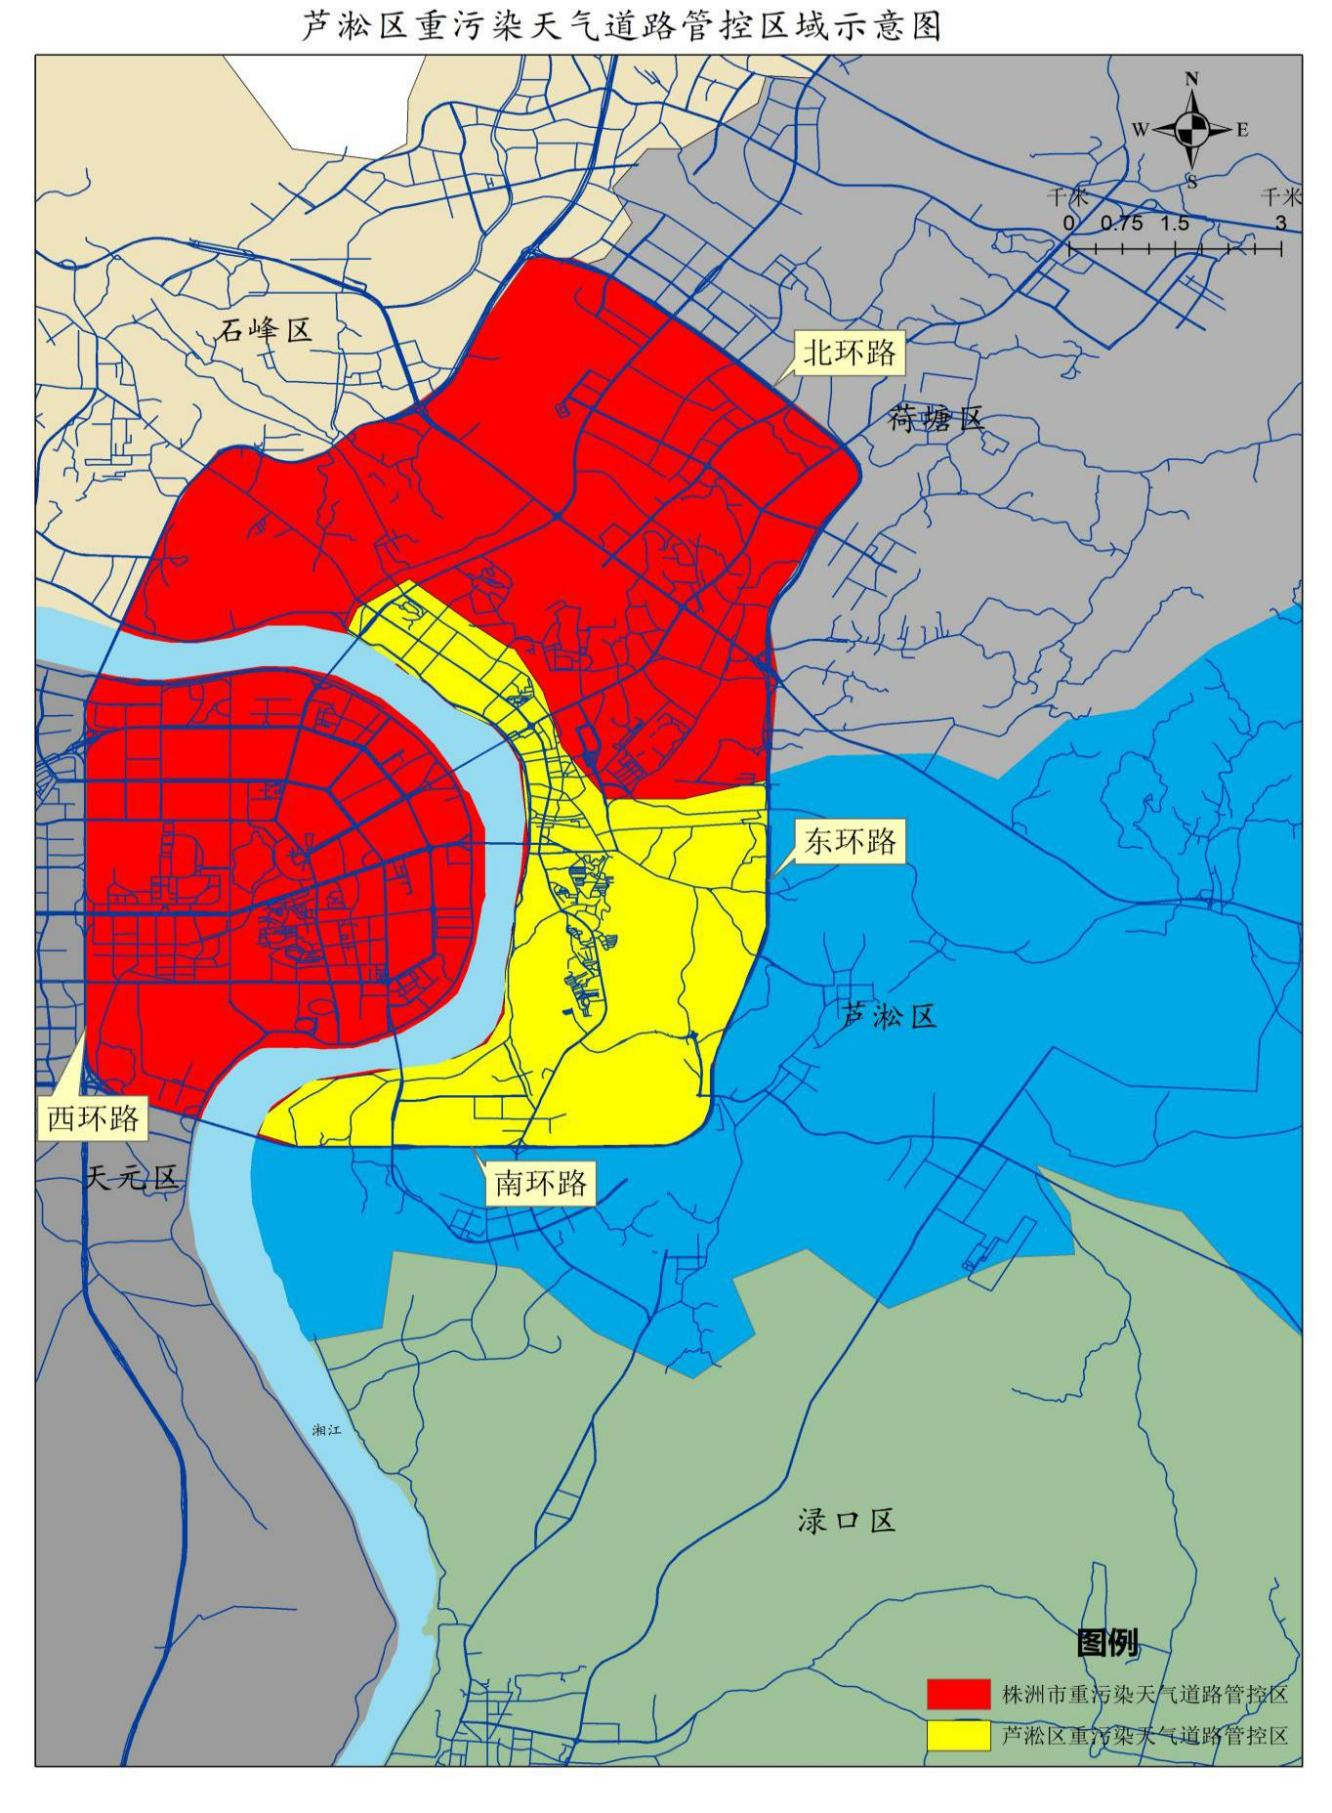 芦淞区重污染天气道路管控区域示意图
N
W E
S
千米 千米
0 0.75 1.5 3
石峰区
北环路
荷塘区
东环路
芦淞区
西环路
天元区
南环路
湘江
渌口区
图例
株洲市重污染天气道路管控区
芦淞区重污染天气道路管控区